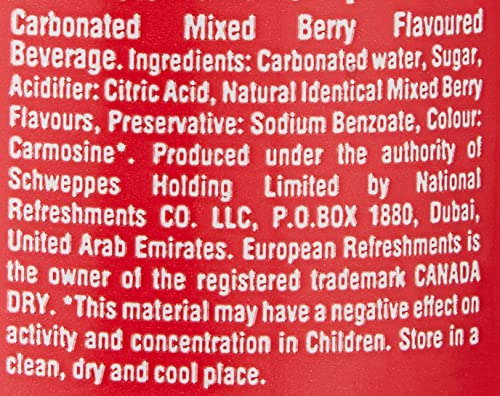 Carbonated Mixed Berry Flavoured
Beverage. Ingredients: Carbonated water, Sugar,
Acidifier: Citric Acid, Natural Identical Mixed Berry
Flavours, Preservative: Sodium Benzoate, Colour:
Carmosine*. Produced under the authority of
Schweppes Holding Limited by National
Refreshments CO. LLC, P.O.BOX 1880, Dubai,
United Arab Emirates. European Refreshments is
the owner of the registered trademark CANADA
DRY. *This material may have a negative effect on
activity and concentration in Children. Store in a
clean, dry and cool place.